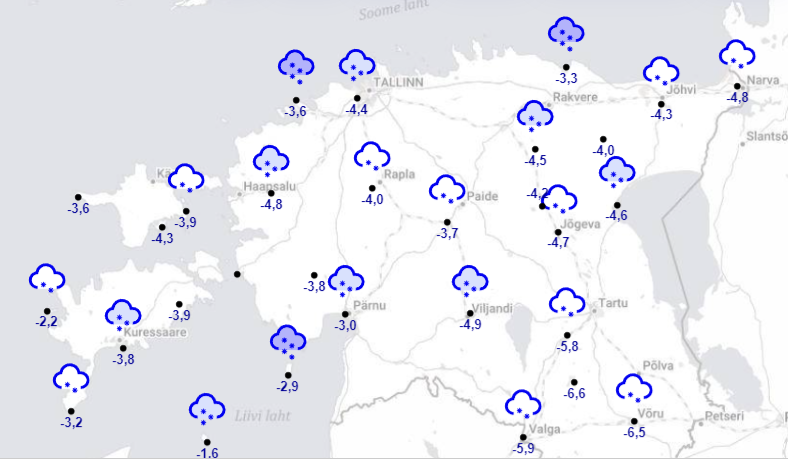 Soome laht
TALLINN
-3,3
Narva
-4,8
Rakvere
Jõhvi
-4,3
-3,6
-4,4
Slantsõ
-4,5
-4,0
Haapsalu
-4,8
Rapla
-4,0
Paide
-3,7
-4,2
Jõgeva
-4,7
-4,6
-3,6
-3,9
-4,3
-3,8
Pärnu
-3,0
Viljandi
-4,9
Tartu
-5,8
-2,2
-3,9
Kuressaare
-3,8
-2,9
-6,6
Põlva
Võru
-6,5
Petseri
-3,2
Liivi laht
-1,6
Valga
-5,9